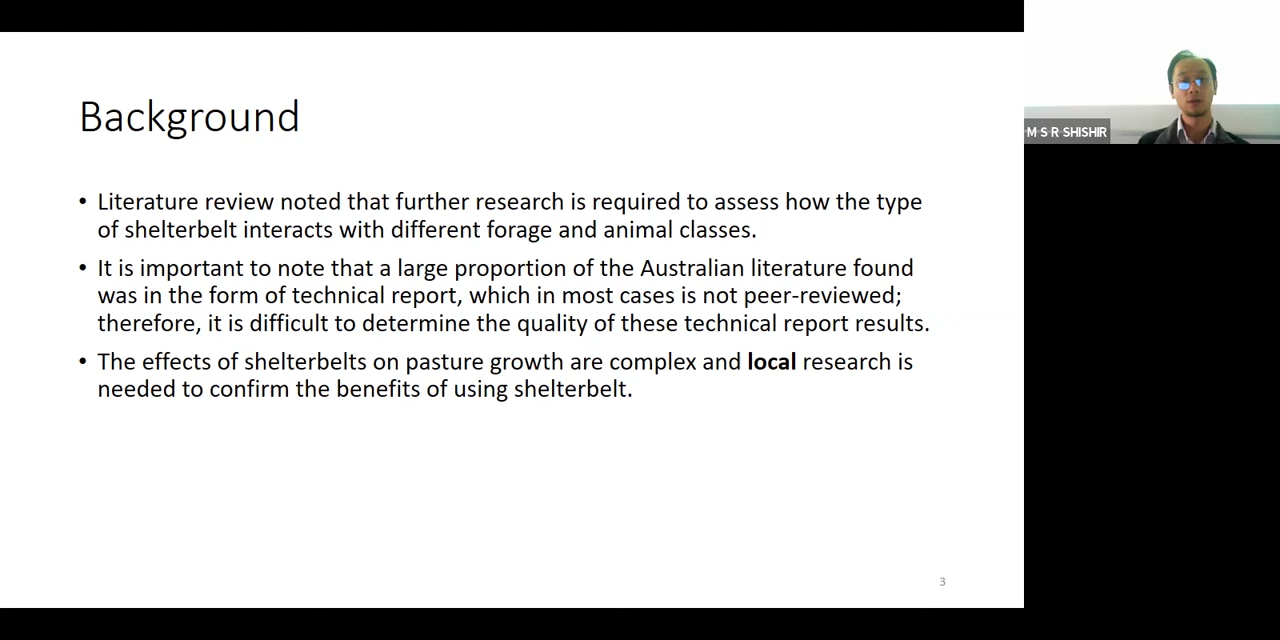 Background
• Literature review noted that further research is required to assess how the type
of shelterbelt interacts with different forage and animal classes.
• It is important to note that a large proportion of the Australian literature found
was in the form of technical report, which in most cases is not peer-reviewed;
therefore, it is difficult to determine the quality of these technical report results.
• The effects of shelterbelts on pasture growth are complex and local research is
needed to confirm the benefits of using shelterbelt.
3
M S R SHISHIR